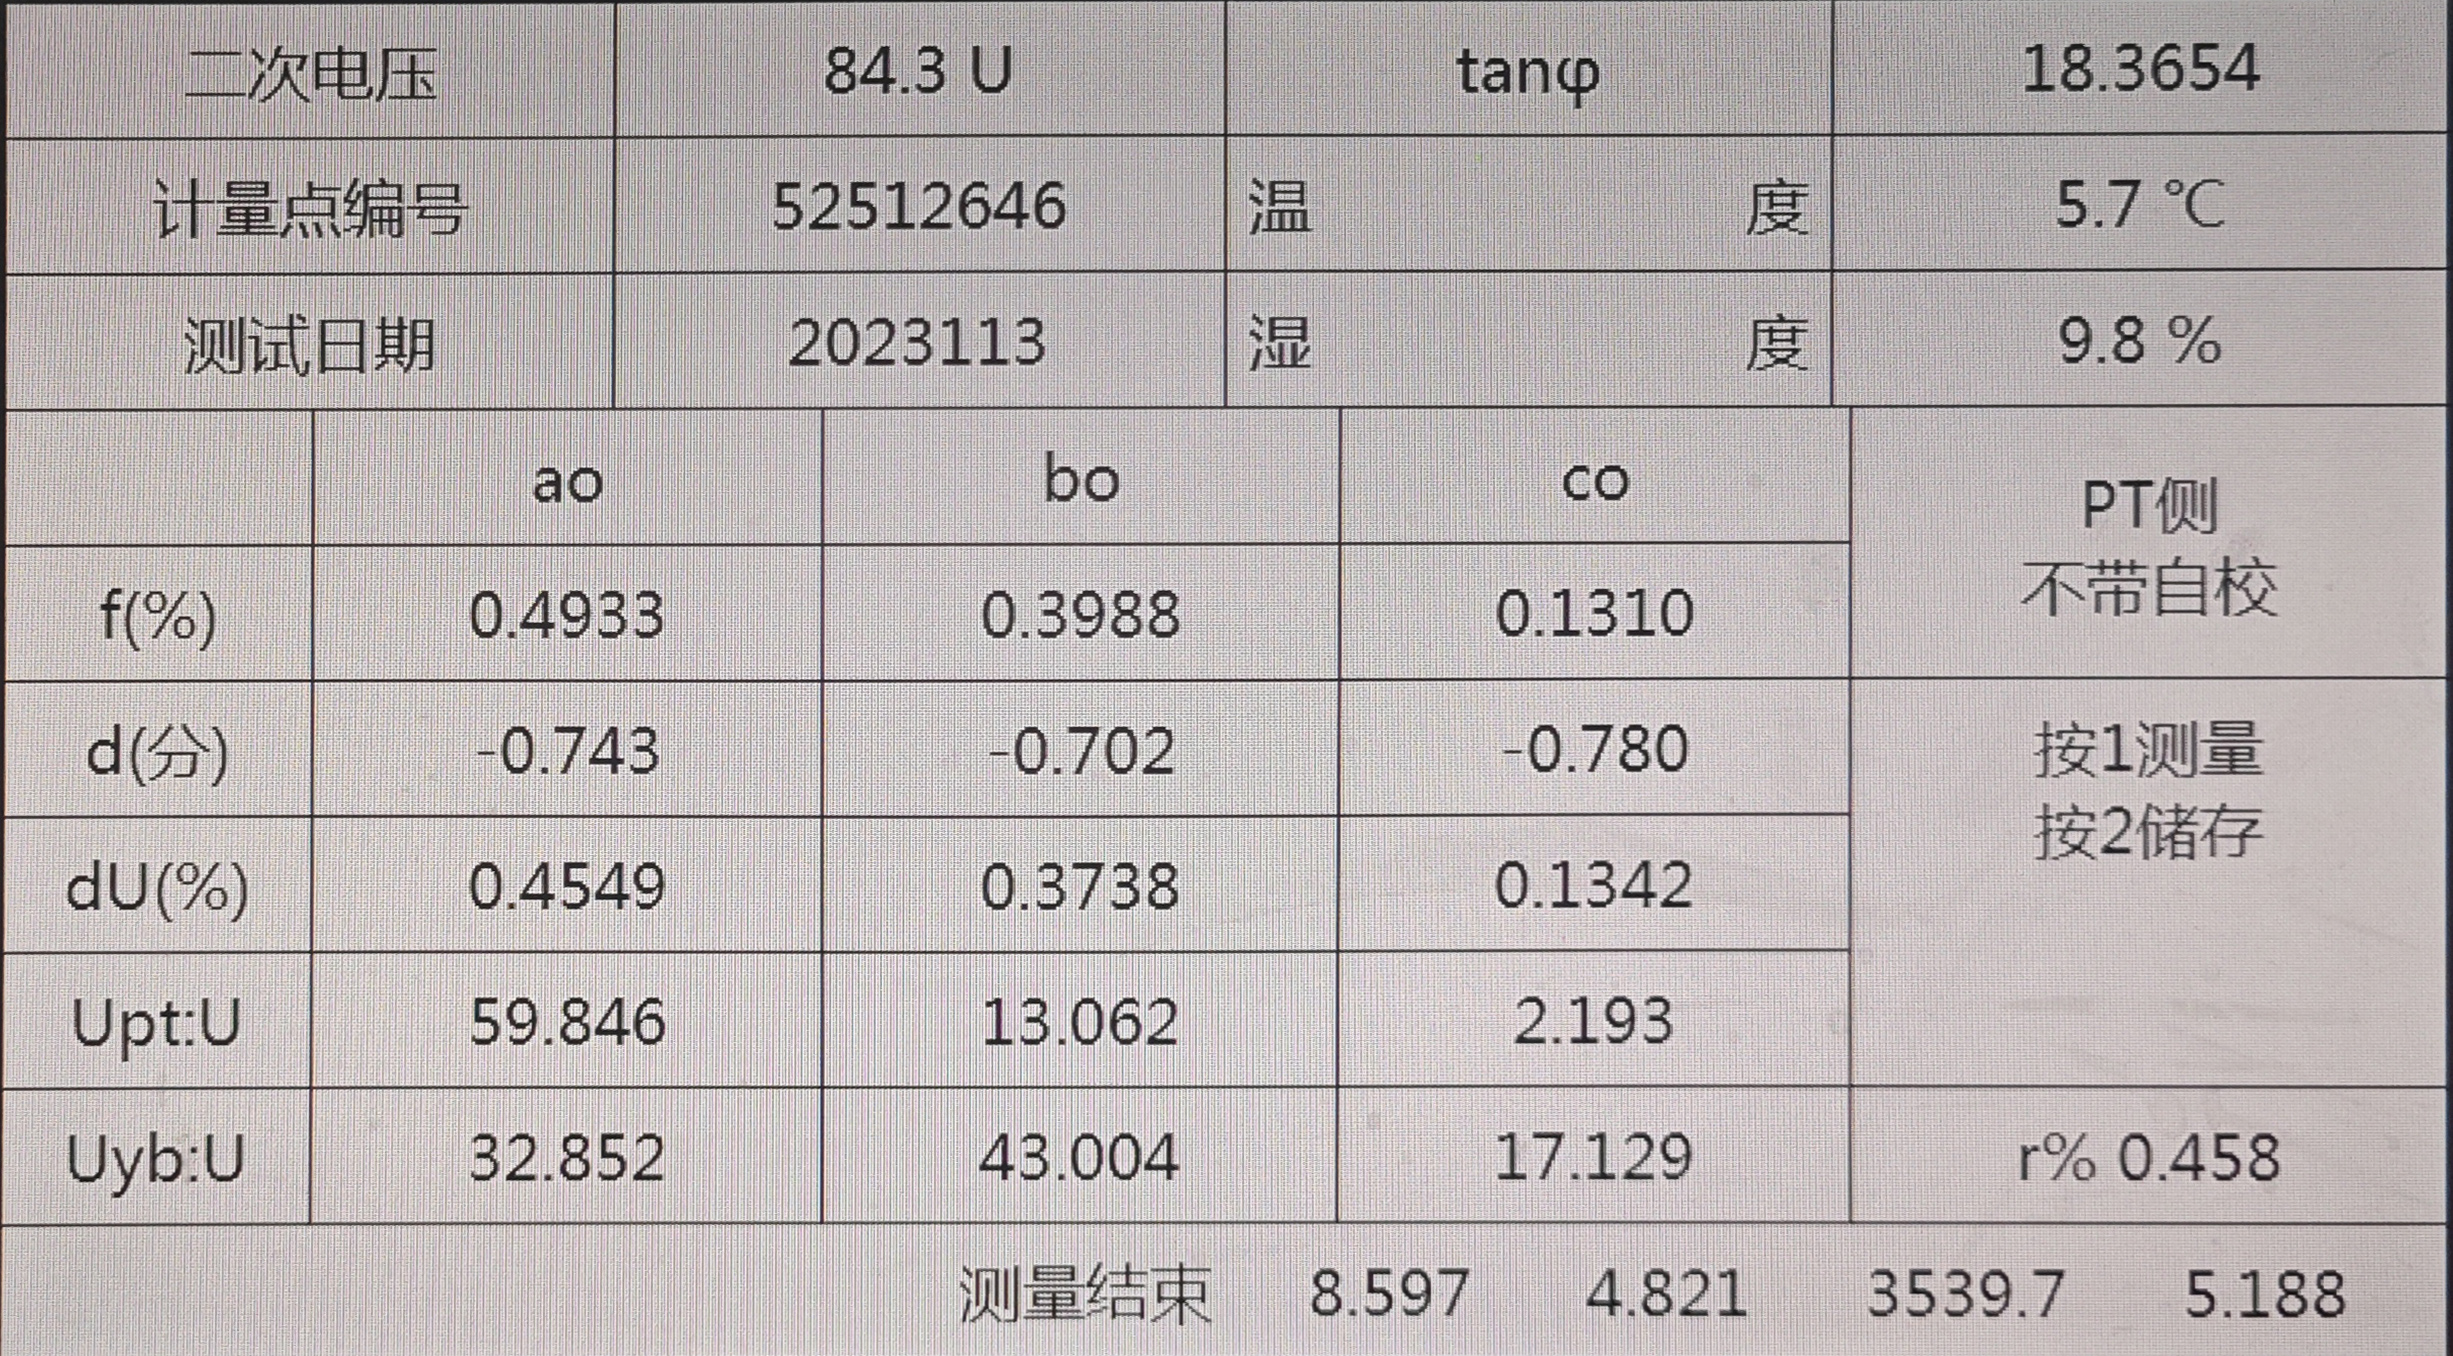 二次电压 84.3 U tanφ 18.3654
计量点编号 52512646 温 度 5.7 ℃
测试日期 2023113 湿 度 9.8 %
ao bo co PT侧
不带自校
f(%) 0.4933 0.3988 0.1310
d(分) -0.743 -0.702 -0.780 按1测量
按2储存
dU(%) 0.4549 0.3738 0.1342
Upt:U 59.846 13.062 2.193
Uyb:U 32.852 43.004 17.129 r% 0.458
测量结束 8.597 4.821 3539.7 5.188